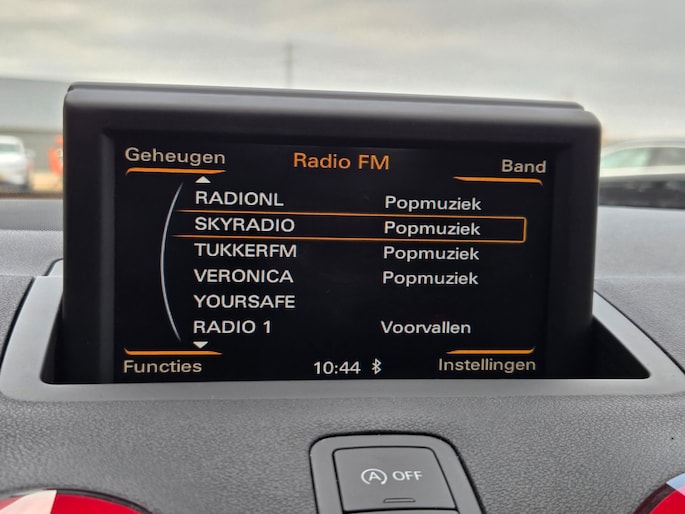 Geheugen Radio FM Band
RADIONL Popmuziek
SKYRADIO Popmuziek
TUKKERFM Popmuziek
VERONICA Popmuziek
YOURSAFE
RADIO 1 Voorvallen
Functies 10:44 Instellingen
A OFF